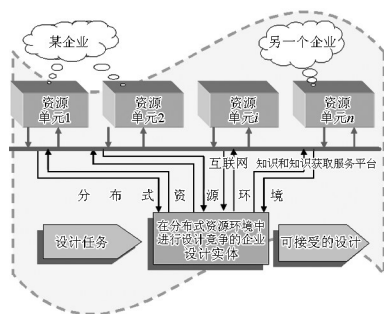 某企业
另一个企业
资源
单元1
资源
单元2
资源
单元i
资源
单元n
互联网
知识和知识获取服务平台
分布式资源环境
设计任务
在分布式资源环境中
进行设计竞争的企业
设计实体
可接受的设计